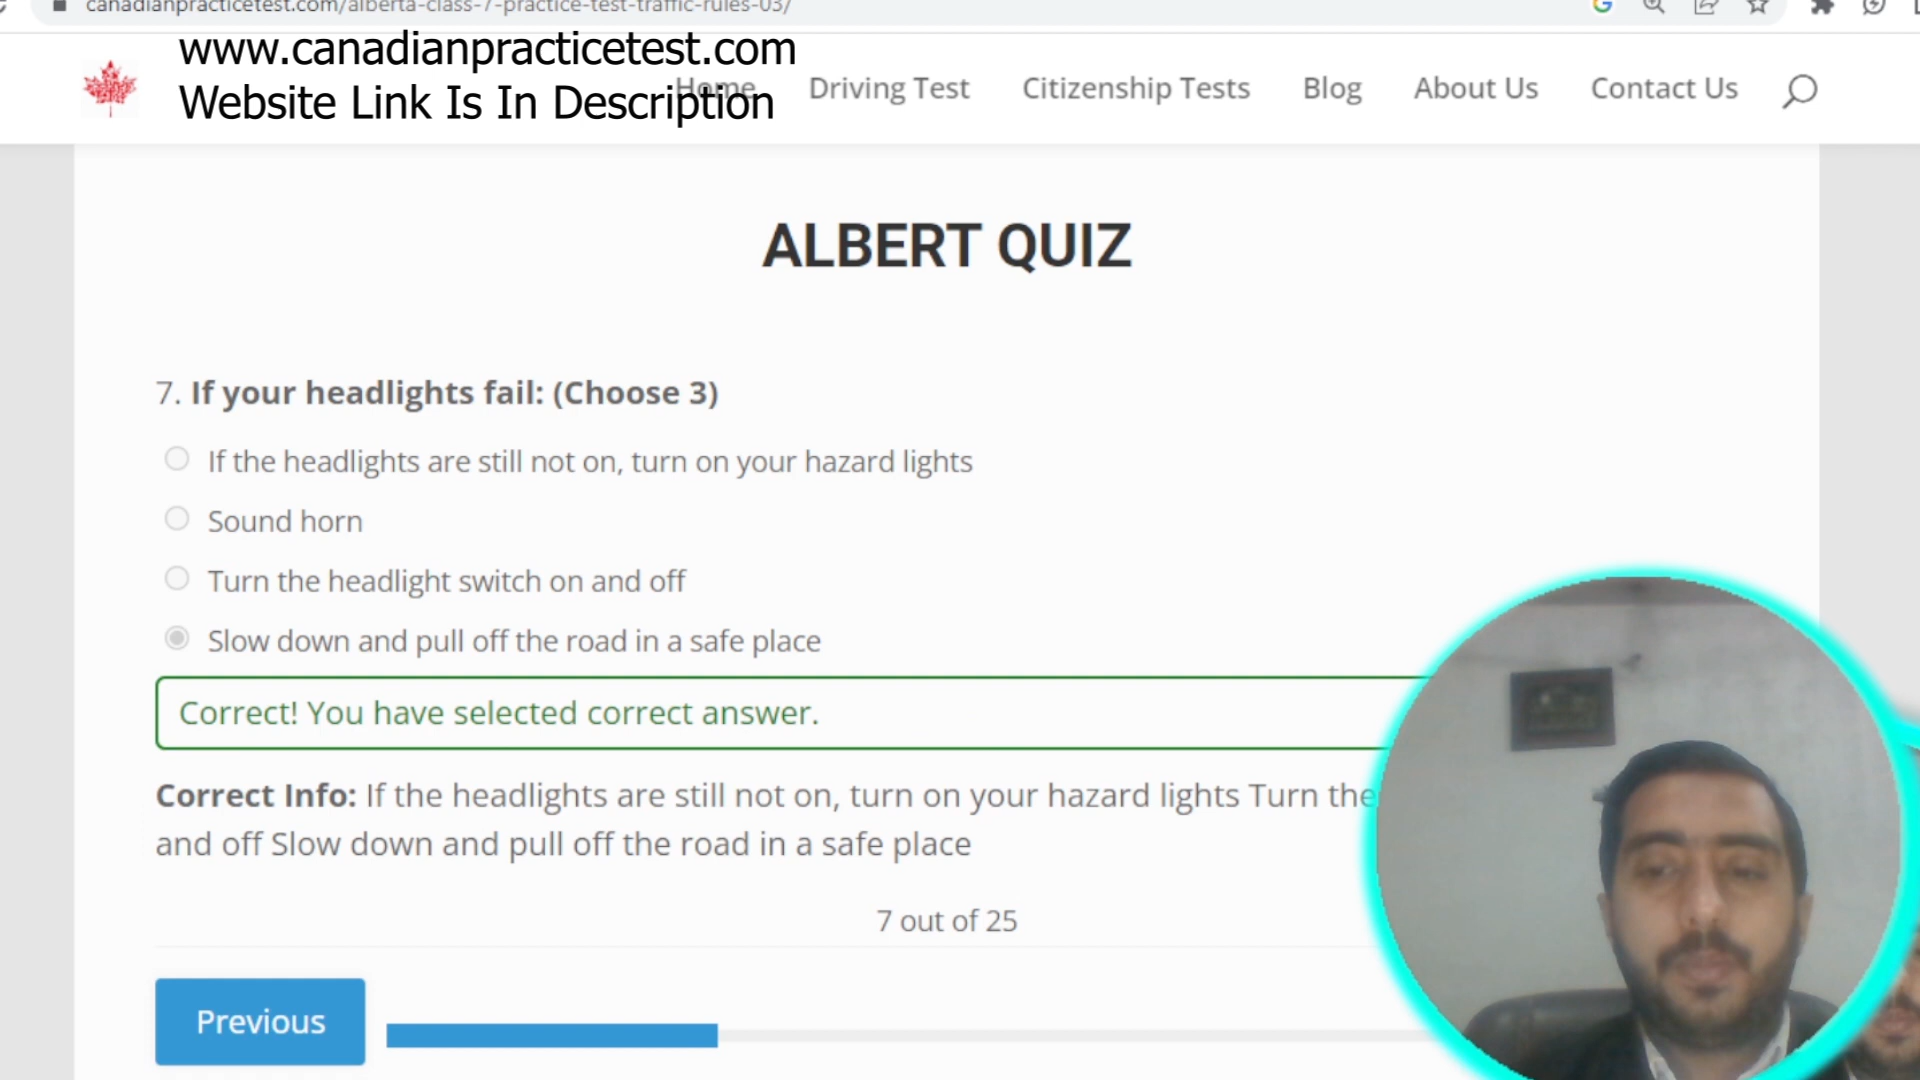 canadianpracticetest.com/alberta-class-7-practice-test-traffic-rules-03/
www.canadianpracticetest.com
Website Link Is In Description
Home Driving Test Citizenship Tests Blog About Us Contact Us
ALBERT QUIZ
7. If your headlights fail: (Choose 3)
If the headlights are still not on, turn on your hazard lights
Sound horn
Turn the headlight switch on and off
Slow down and pull off the road in a safe place
Correct! You have selected correct answer.
Correct Info: If the headlights are still not on, turn on your hazard lights Turn the
and off Slow down and pull off the road in a safe place
7 out of 25
Previous